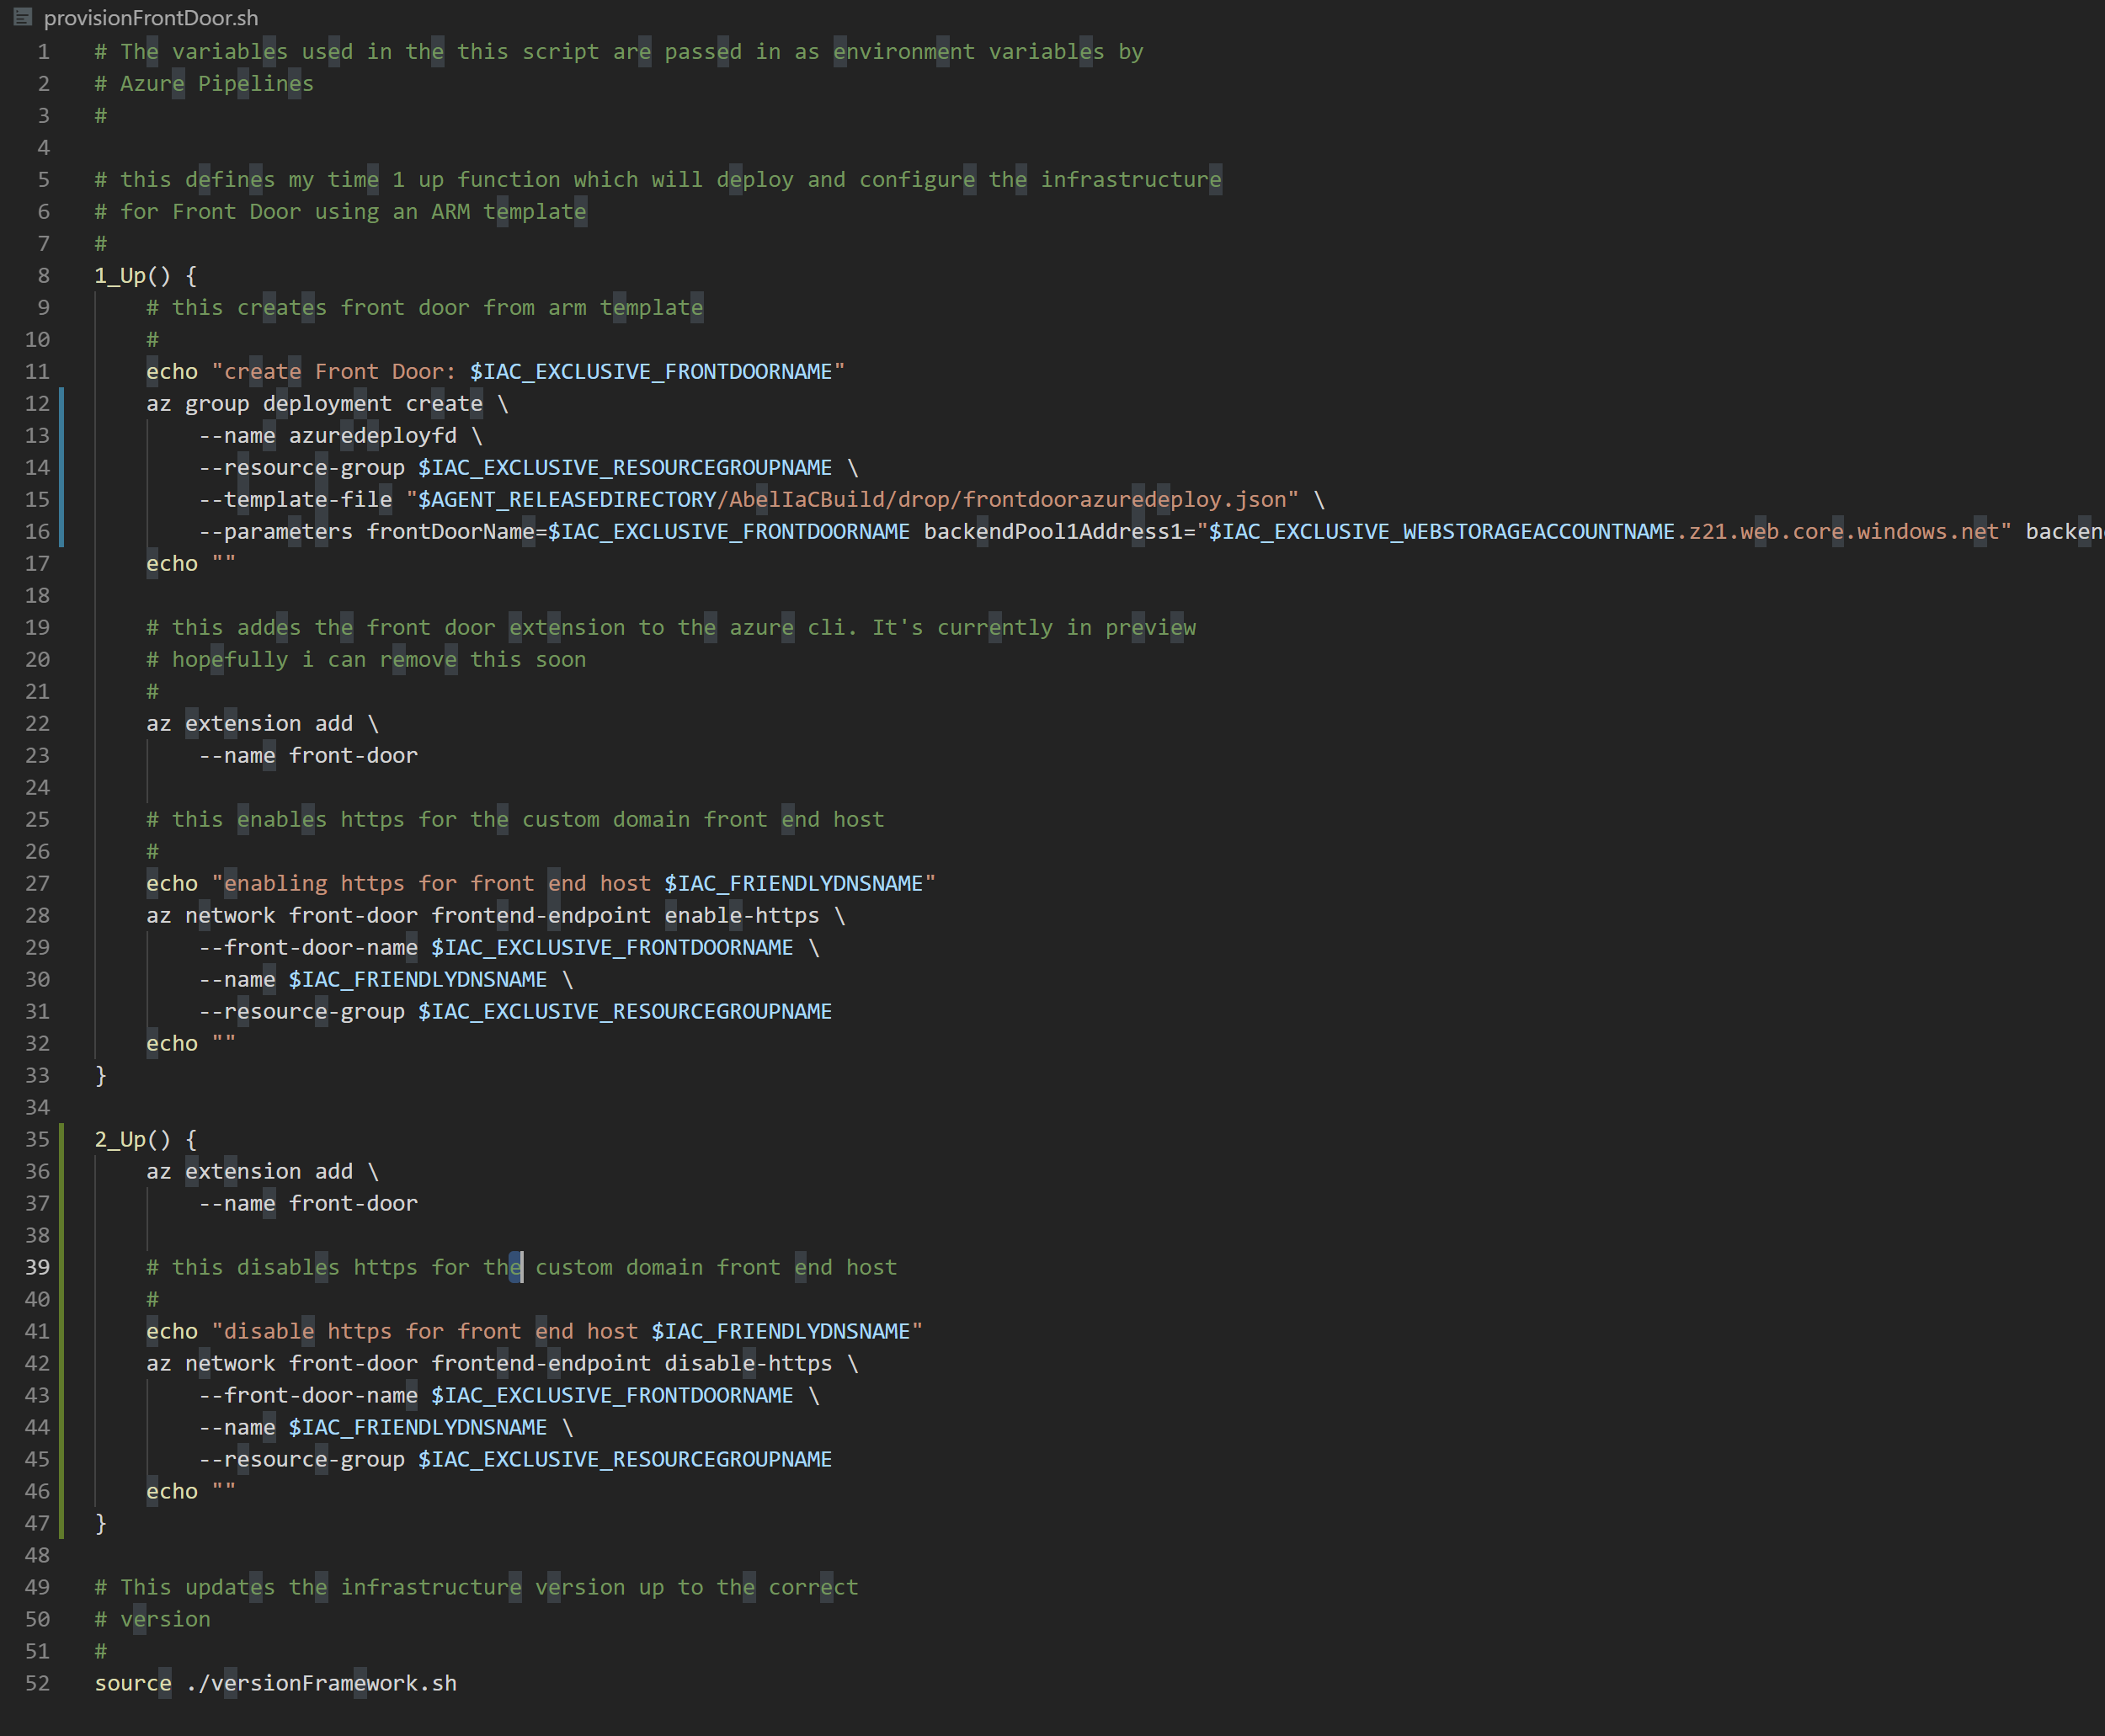 provisionFrontDoor.sh
1 # The variables used in the this script are passed in as environment variables by
2 # Azure Pipelines
3 #
4
5 # this defines my time 1 up function which will deploy and configure the infrastructure
6 # for Front Door using an ARM template
7 #
8 1_Up() {
9 # this creates front door from arm template
10 #
11 echo "create Front Door: $IAC_EXCLUSIVE_FRONTDOORNAME"
12 az group deployment create \
13 --name azuredeployfd \
14 --resource-group $IAC_EXCLUSIVE_RESOURCEGROUPNAME \
15 --template-file "$AGENT_RELEASEDIRECTORY/AbelIaCBuild/drop/frontdoorazuredeploy.json" \
16 --parameters frontDoorName=$IAC_EXCLUSIVE_FRONTDOORNAME backendPool1Address1="$IAC_EXCLUSIVE_WEBSTORAGEACCOUNTNAME.z21.web.core.windows.net"
17 echo ""
18
19 # this addes the front door extension to the azure cli. It's currently in preview
20 # hopefully i can remove this soon
21 #
22 az extension add \
23 --name front-door
24
25 # this enables https for the custom domain front end host
26 #
27 echo "enabling https for front end host $IAC_FRIENDLYDNSNAME"
28 az network front-door frontend-endpoint enable-https \
29 --front-door-name $IAC_EXCLUSIVE_FRONTDOORNAME \
30 --name $IAC_FRIENDLYDNSNAME \
31 --resource-group $IAC_EXCLUSIVE_RESOURCEGROUPNAME
32 echo ""
33 }
34
35 2_Up() {
36 az extension add \
37 --name front-door
38
39 # this disables https for the custom domain front end host
40 #
41 echo "disable https for front end host $IAC_FRIENDLYDNSNAME"
42 az network front-door frontend-endpoint disable-https \
43 --front-door-name $IAC_EXCLUSIVE_FRONTDOORNAME \
44 --name $IAC_FRIENDLYDNSNAME \
45 --resource-group $IAC_EXCLUSIVE_RESOURCEGROUPNAME
46 echo ""
47 }
48
49 # This updates the infrastructure version up to the correct
50 # version
51 #
52 source ./versionFramework.sh